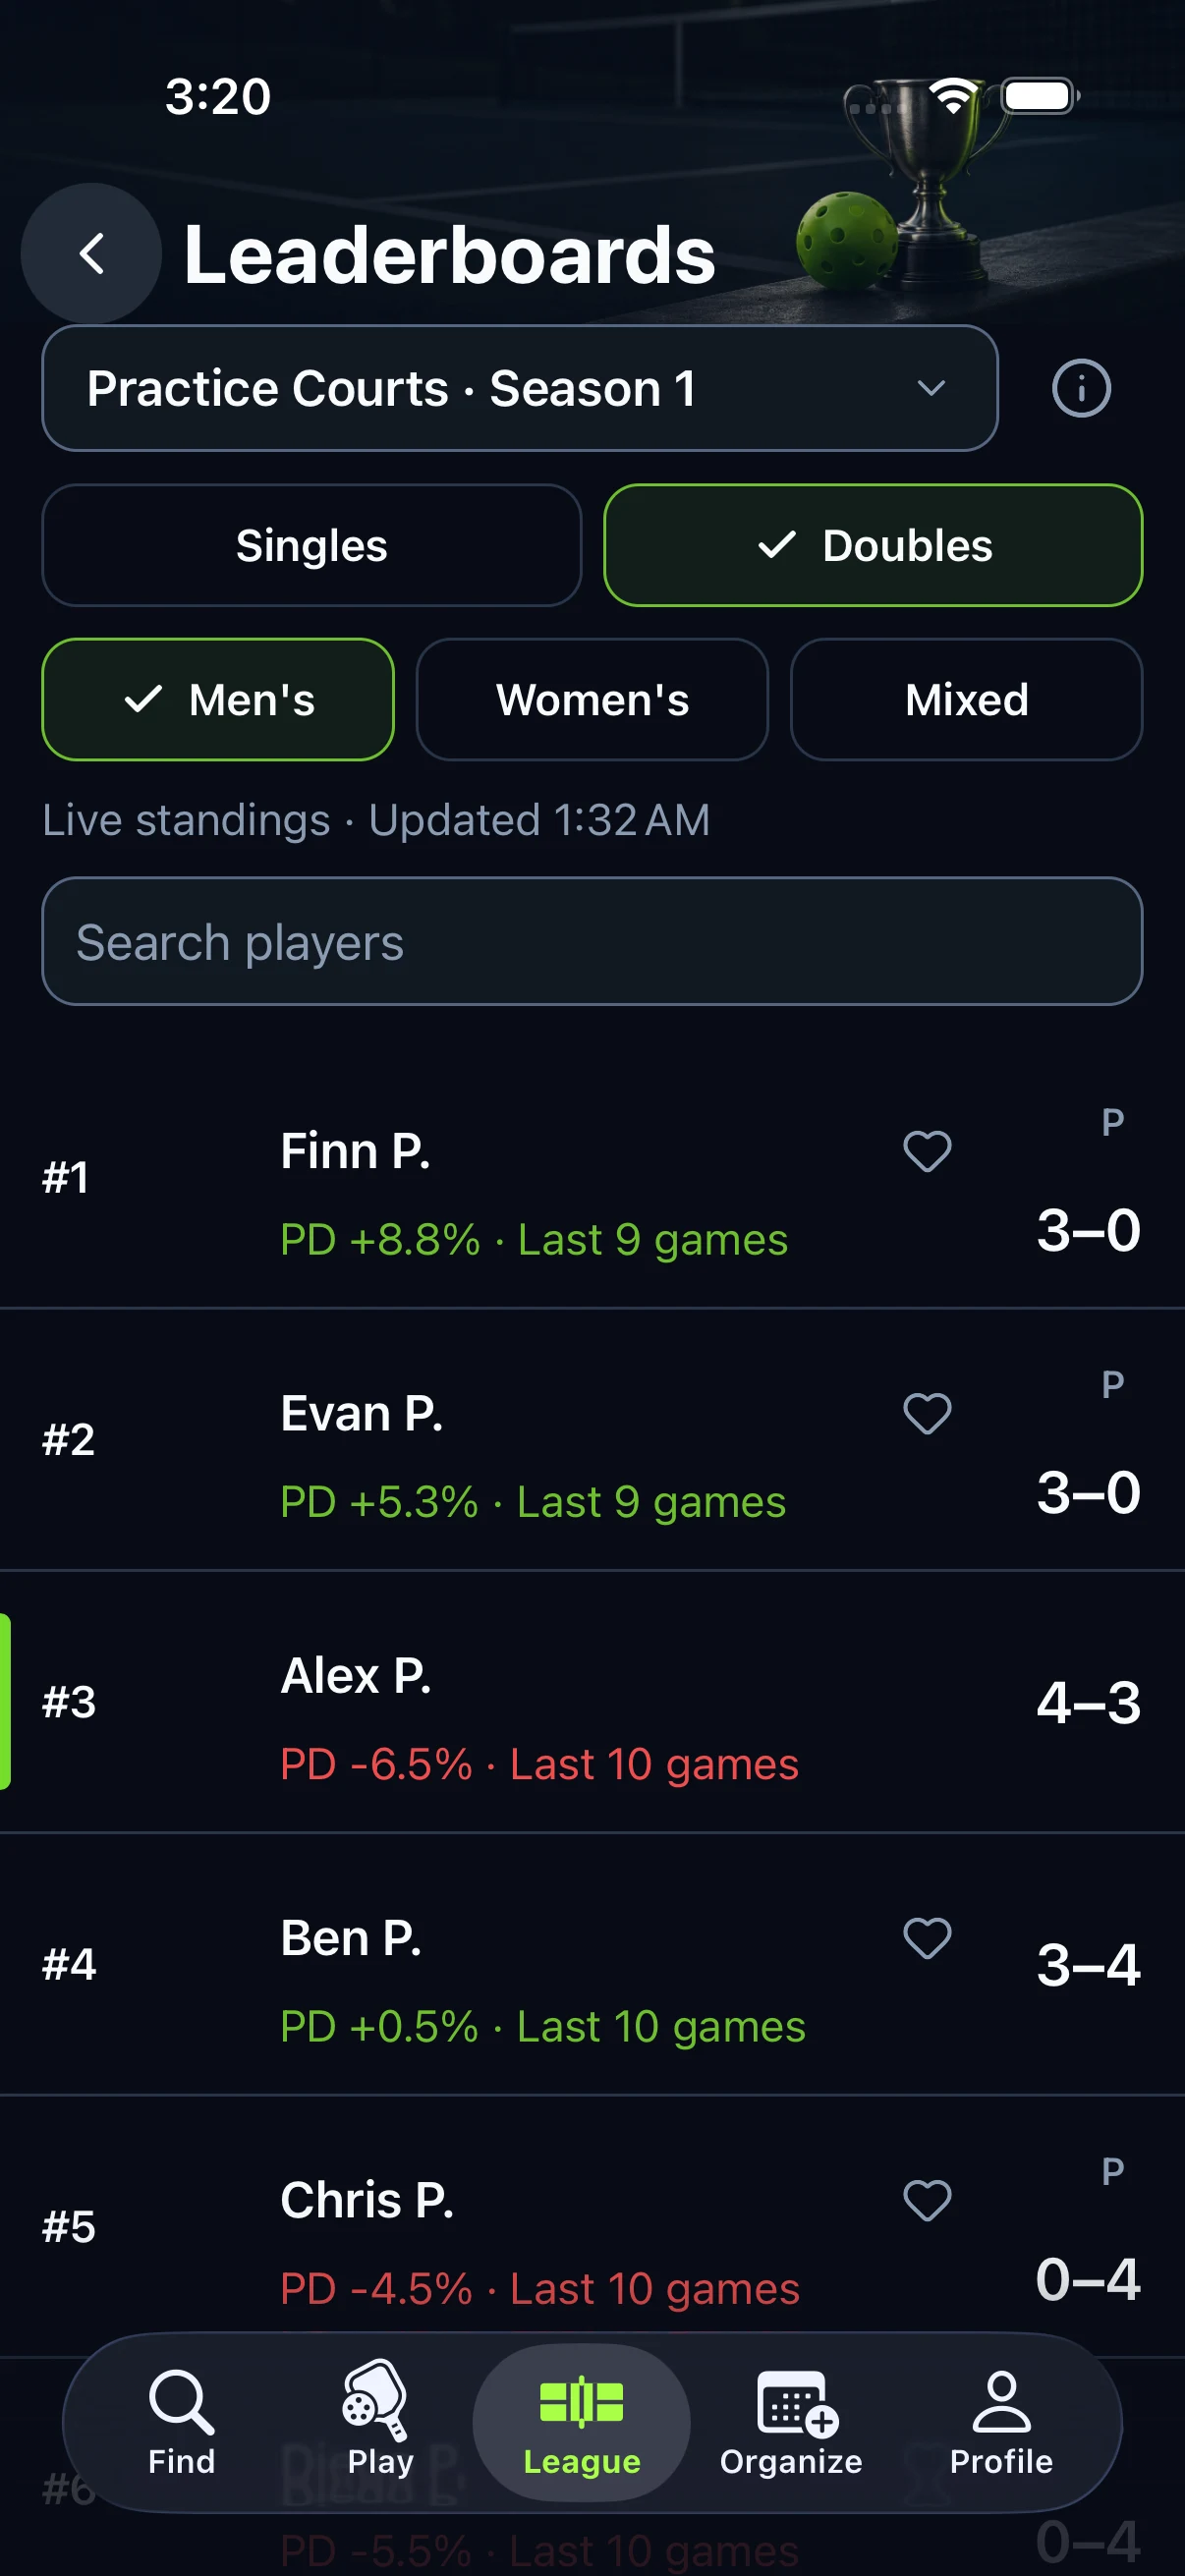 3:20
Leaderboards
Practice Courts · Season 1
Singles
Doubles
Men's
Women's
Mixed
Live standings · Updated 1:32 AM
Search players
#1
Finn P.
PD +8.8% · Last 9 games
P
3–0
#2
Evan P.
PD +5.3% · Last 9 games
P
3–0
#3
Alex P.
PD -6.5% · Last 10 games
4–3
#4
Ben P.
PD +0.5% · Last 10 games
3–4
#5
Chris P.
PD -4.5% · Last 10 games
P
0–4
Find
Play
League
Organize
Profile
#6
PD -5.5% · Last 10 games
0–4